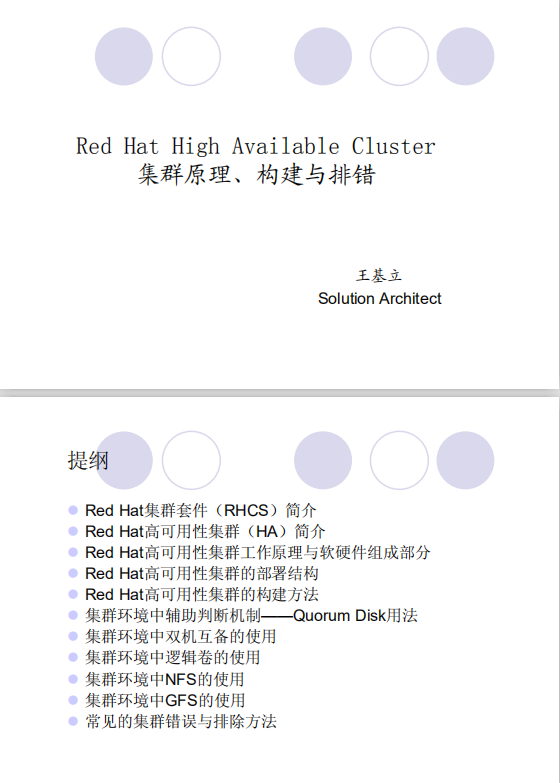 Red Hat High Available Cluster
集群原理、构建与排错
王基立
Solution Architect
提纲
Red Hat集群套件（RHCS）简介
Red Hat高可用性集群（HA）简介
Red Hat高可用性集群工作原理与软硬件组成部分
Red Hat高可用性集群的部署结构
Red Hat高可用性集群的构建方法
集群环境中辅助判断机制——Quorum Disk用法
集群环境中双机互备的使用
集群环境中逻辑卷的使用
集群环境中NFS的使用
集群环境中GFS的使用
常见的集群错误与排除方法